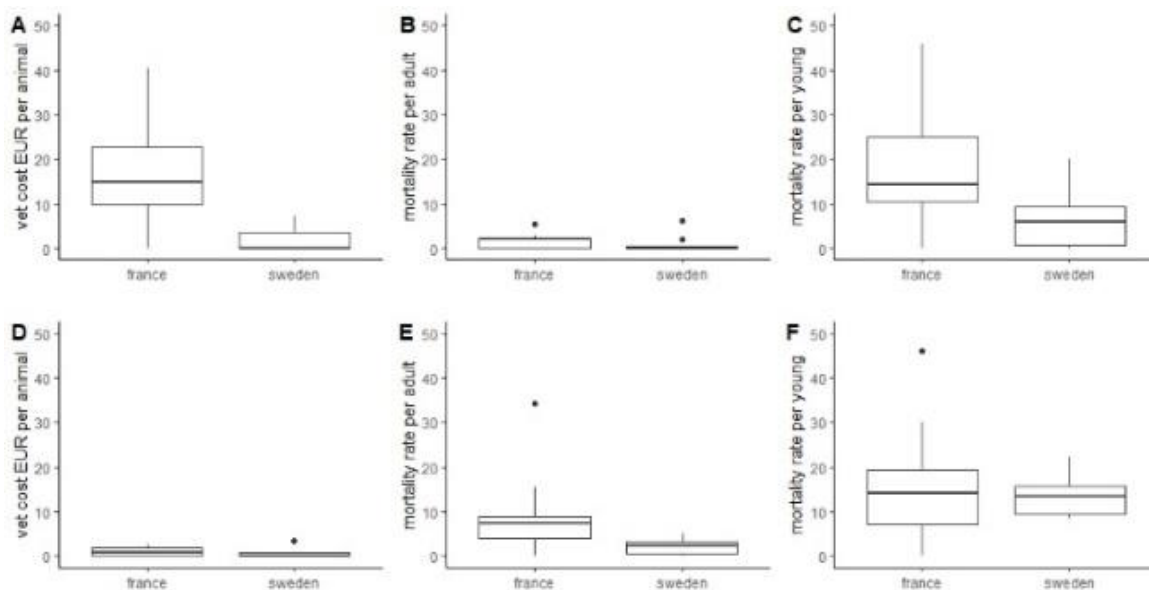 A
vet cost EUR per animal
50
40
30
20
10
0
france
sweden
B
mortality rate per adult
50
40
30
20
10
0
france
sweden
C
mortality rate per young
50
40
30
20
10
0
france
sweden
D
vet cost EUR per animal
50
40
30
20
10
0
france
sweden
E
mortality rate per adult
50
40
30
20
10
0
france
sweden
F
mortality rate per young
50
40
30
20
10
0
france
sweden